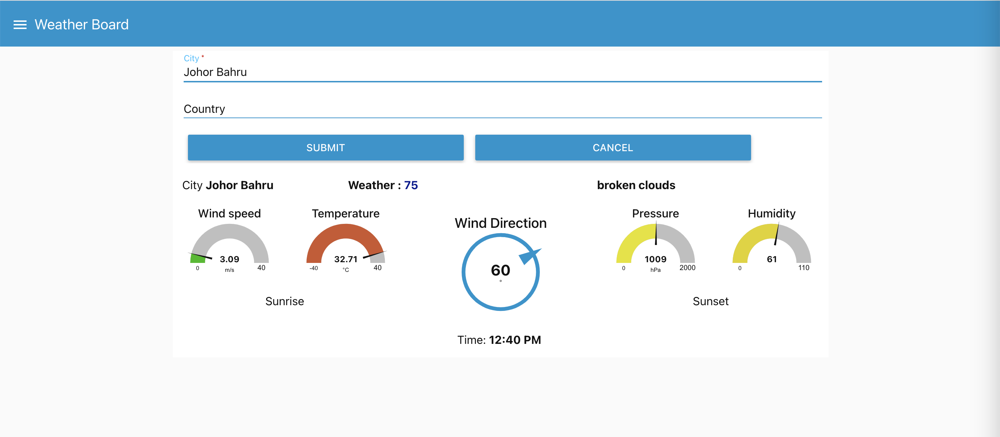 Weather Board
City *
Johor Bahru
Country
SUBMIT CANCEL
City Johor Bahru Weather : 75 broken clouds
Wind speed Temperature Wind Direction Pressure Humidity
3.09 32.71 60 1009 61
0 m/s 40 -40 °C 40 ° 0 hPa 2000 0 110
Sunrise Sunset
Time: 12:40 PM